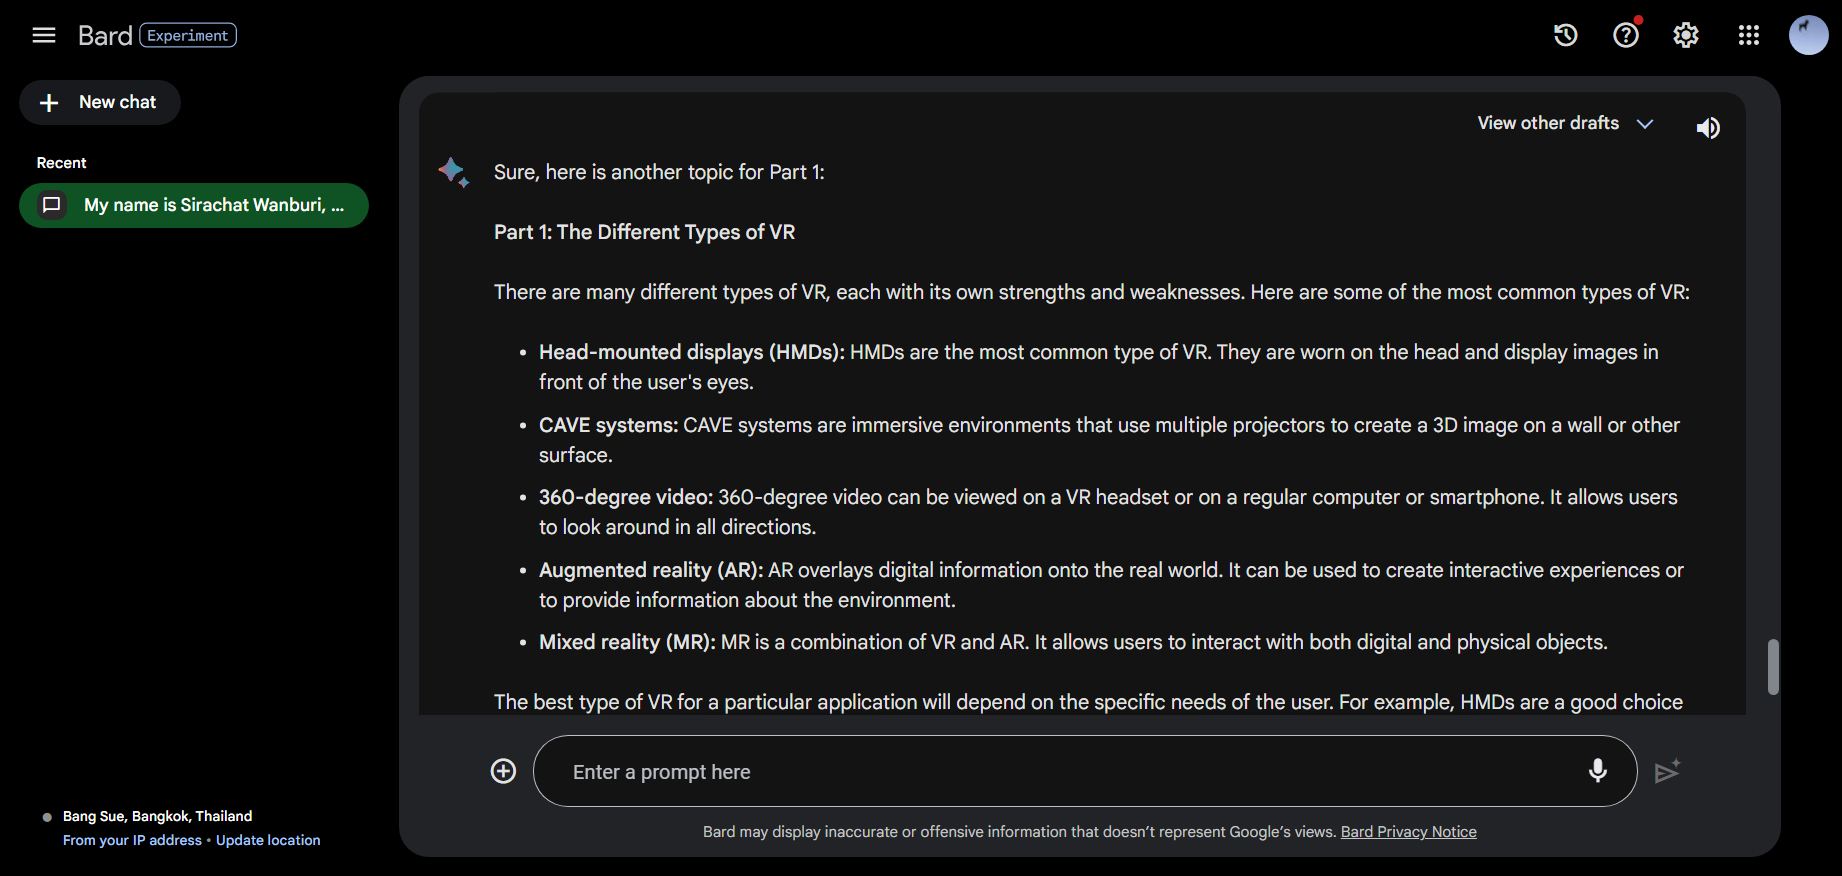 Bard Experiment
New chat
Recent
My name is Sirachat Wanburi, ...
View other drafts
Sure, here is another topic for Part 1:
Part 1: The Different Types of VR
There are many different types of VR, each with its own strengths and weaknesses. Here are some of the most common types of VR:
• Head-mounted displays (HMDs): HMDs are the most common type of VR. They are worn on the head and display images in
front of the user's eyes.
• CAVE systems: CAVE systems are immersive environments that use multiple projectors to create a 3D image on a wall or other
surface.
• 360-degree video: 360-degree video can be viewed on a VR headset or on a regular computer or smartphone. It allows users
to look around in all directions.
• Augmented reality (AR): AR overlays digital information onto the real world. It can be used to create interactive experiences or
to provide information about the environment.
• Mixed reality (MR): MR is a combination of VR and AR. It allows users to interact with both digital and physical objects.
The best type of VR for a particular application will depend on the specific needs of the user. For example, HMDs are a good choice
Enter a prompt here
Bard may display inaccurate or offensive information that doesn't represent Google's views. Bard Privacy Notice
Bang Sue, Bangkok, Thailand
From your IP address • Update location